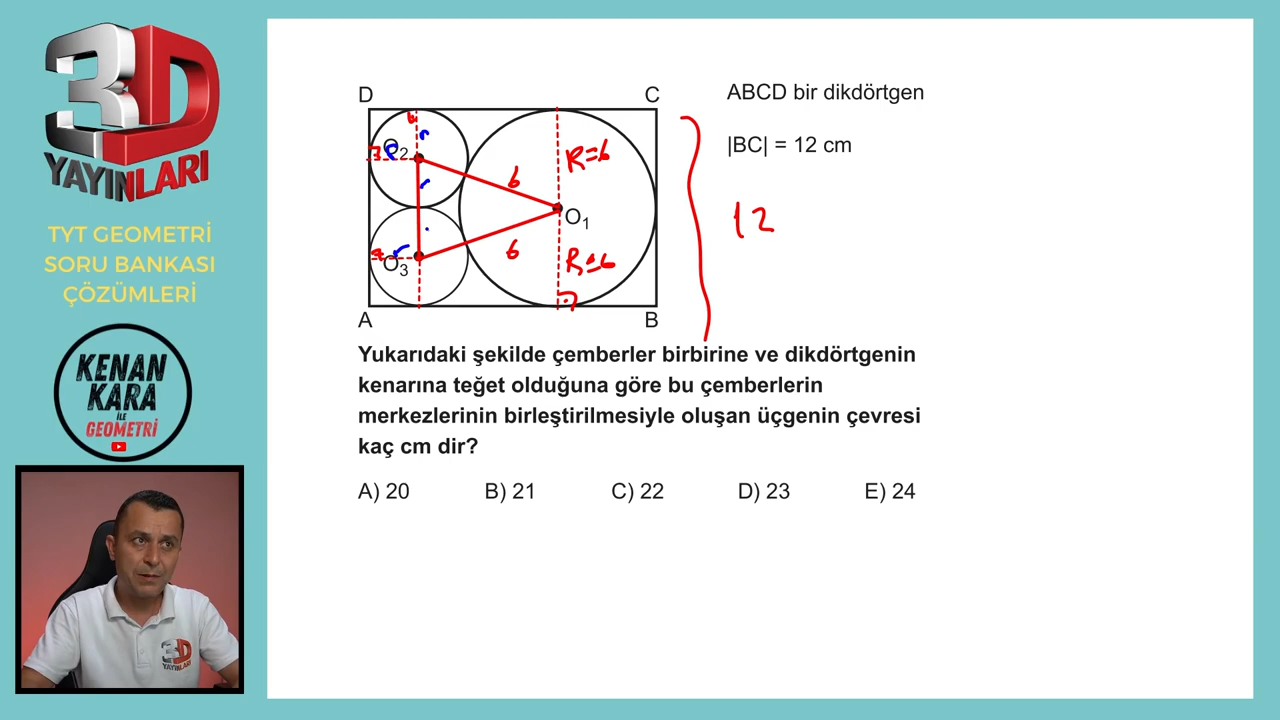 3D
YAYINLARI
TYT GEOMETRİ
SORU BANKASI
ÇÖZÜMLERİ
KENAN
KARA
İLE
GEOMETRİ
3D
YAYINLARI
D
C
r
O2
r
R=6
6
r
O1
6
R=6
r
O3
A
B
ABCD bir dikdörtgen
|BC| = 12 cm
12
Yukarıdaki şekilde çemberler birbirine ve dikdörtgenin
kenarına teğet olduğuna göre bu çemberlerin
merkezlerinin birleştirilmesiyle oluşan üçgenin çevresi
kaç cm dir?
A) 20 B) 21 C) 22 D) 23 E) 24